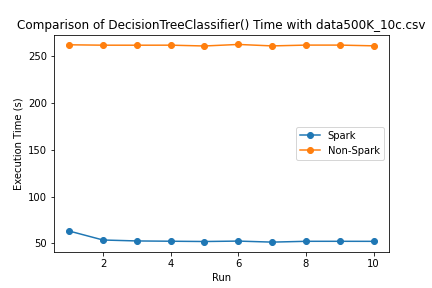 Comparison of DecisionTreeClassifier() Time with data500K_10c.csv
Execution Time (s)
250
200
150
100
50
Spark
Non-Spark
2 4 6 8 10
Run